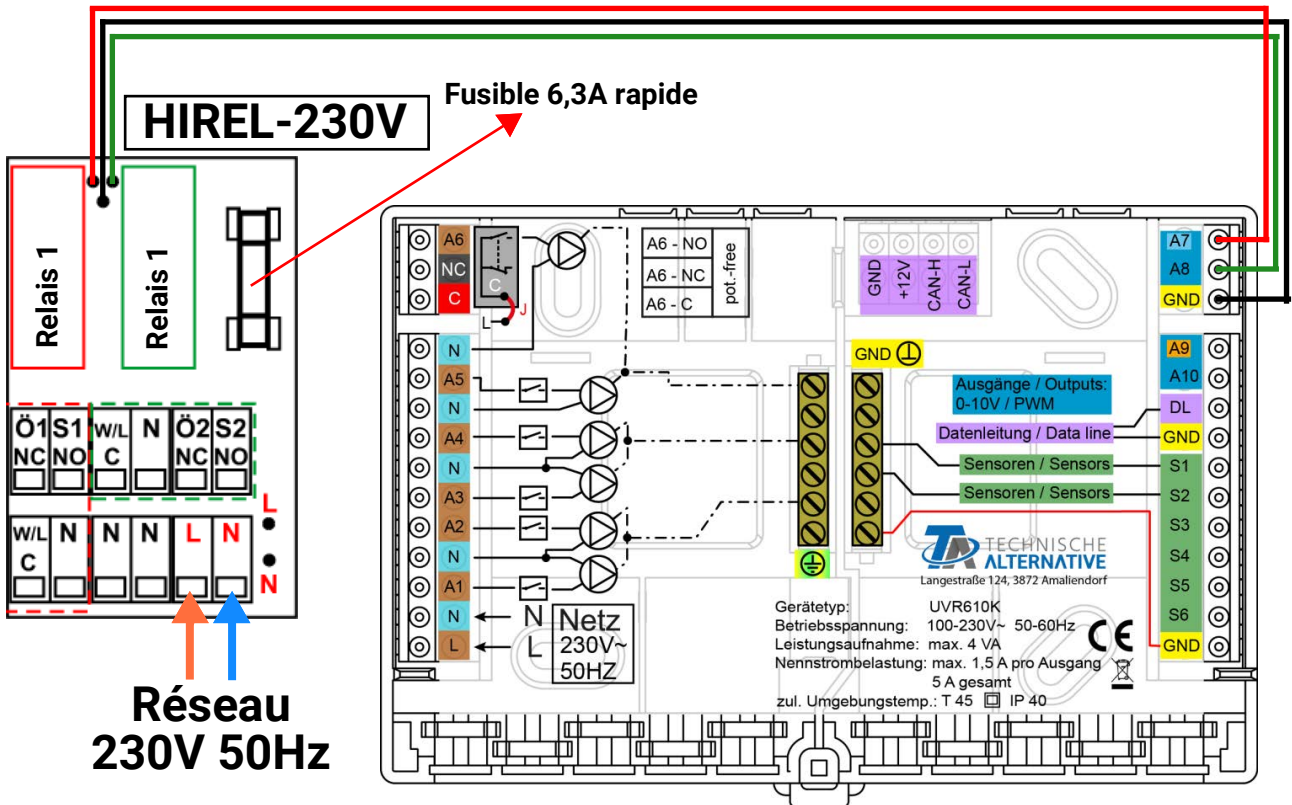 Fusible 6,3A rapide
HIREL-230V
Relais 1
Relais 1
Ö1 S1 W/L N Ö2 S2
NC NO C NC NO
W/L N N N L N
C
L
N
Réseau
230V 50Hz
A6
NC
C
N
A5
N
A4
N
A3
A2
N
A1
N
L
C
J
L
A6 - NO
A6 - NC
A6 - C
pot.-free
N Netz
L 230V~
50HZ
GND
+12V
CAN-H
CAN-L
GND
Ausgänge / Outputs:
0-10V / PWM
Datenleitung / Data line
Sensoren / Sensors
Sensoren / Sensors
A7
A8
GND
A9
A10
DL
GND
S1
S2
S3
S4
S5
S6
GND
TA TECHNISCHE
ALTERNATIVE
Langestraße 124, 3872 Amaliendorf
Gerätetyp: UVR610K
Betriebsspannung: 100-230V~ 50-60Hz
Leistungsaufnahme: max. 4 VA
Nennstrombelastung: max. 1,5 A pro Ausgang
5 A gesamt
zul. Umgebungstemp.: T 45 IP 40
CE